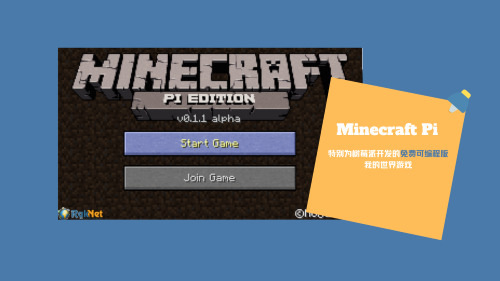 MINECRAFT
PI EDITION
v0.1.1 alpha
Start Game
Join Game
Minecraft Pi
特别为树莓派开发的免费可编程版
我的世界游戏